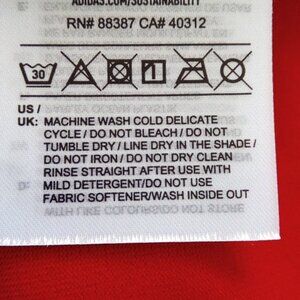 ADIDAS.COM/SUSTAINABILITY
RN# 88387 CA# 40312
30
US /
UK: MACHINE WASH COLD DELICATE
CYCLE / DO NOT BLEACH / DO NOT
TUMBLE DRY / LINE DRY IN THE SHADE /
DO NOT IRON / DO NOT DRY CLEAN
RINSE STRAIGHT AFTER USE WITH
MILD DETERGENT/DO NOT USE
FABRIC SOFTENER/WASH INSIDE OUT